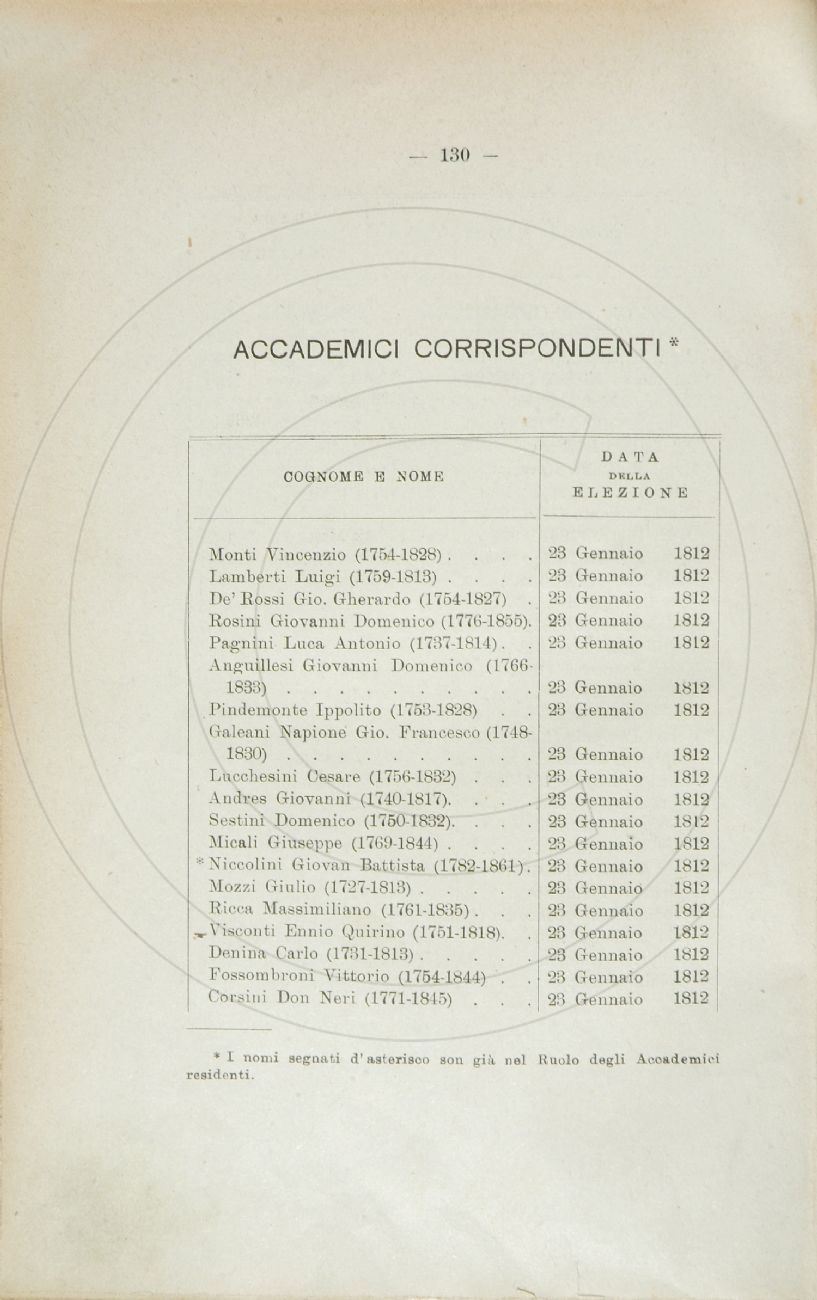 — 130 —
ACCADEMICI CORRISPONDENTI *
COGNOME E NOME
DATA
DELLA
ELEZIONE
Monti Vincenzio (1754-1828) . . . . 23 Gennaio 1812
Lamberti Luigi (1759-1813) . . . . 23 Gennaio 1812
De' Rossi Gio. Gherardo (1754-1827) . 23 Gennaio 1812
Rosini Giovanni Domenico (1776-1855). 23 Gennaio 1812
Pagnini Luca Antonio (1737-1814) . . 23 Gennaio 1812
Anguillesi Giovanni Domenico (1766-
1833) . . . . . . . . . . 23 Gennaio 1812
Pindemonte Ippolito (1753-1828) . . 23 Gennaio 1812
Galeani Napione Gio. Francesco (1748-
1830) . . . . . . . . . . 23 Gennaio 1812
Lucchesini Cesare (1756-1832) . . . 23 Gennaio 1812
Andres Giovanni (1740-1817). . . . 23 Gennaio 1812
Sestini Domenico (1750-1832). . . . 23 Gennaio 1812
Micali Giuseppe (1769-1844) . . . . 23 Gennaio 1812
* Niccolini Giovan Battista (1782-1861). 23 Gennaio 1812
Mozzi Giulio (1727-1813) . . . . . 23 Gennaio 1812
Ricca Massimiliano (1761-1835) . . . 23 Gennaio 1812
Visconti Ennio Quirino (1751-1818). . 23 Gennaio 1812
Denina Carlo (1731-1813) . . . . . 23 Gennaio 1812
Fossombroni Vittorio (1754-1844) . . 23 Gennaio 1812
Corsini Don Neri (1771-1845) . . . 23 Gennaio 1812
* I nomi segnati d'asterisco son già nel Ruolo degli Accademici
residenti.